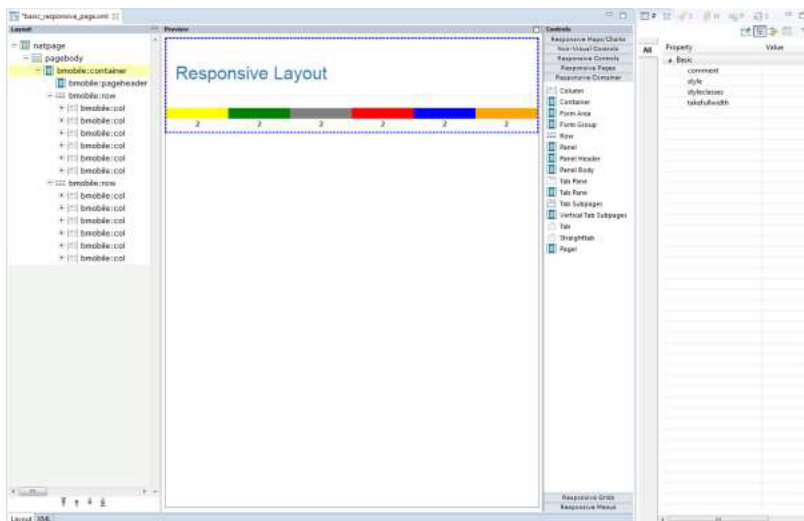 *basic_responsive_page.xml
Layout
natpage
pagebody
bmobile:container
bmobile:pageheader
bmobile:row
bmobile:col
bmobile:col
bmobile:col
bmobile:col
bmobile:col
bmobile:col
bmobile:row
bmobile:col
bmobile:col
bmobile:col
bmobile:col
bmobile:col
bmobile:col
Layout XML
Preview
Responsive Layout
2 2 2 2 2 2
Controls
Responsive Maps/Charts
Non-Visual Controls
Responsive Controls
Responsive Pages
Responsive Container
Column
Container
Form Area
Form Group
Row
Panel
Panel Header
Panel Body
Tab Pane
Tab Pane
Tab Subpages
Vertical Tab Subpages
Tab
Straighttab
Pager
Responsive Grids
Responsive Menus
All
Property Value
Basic
comment
style
styleclasses
takefullwidth